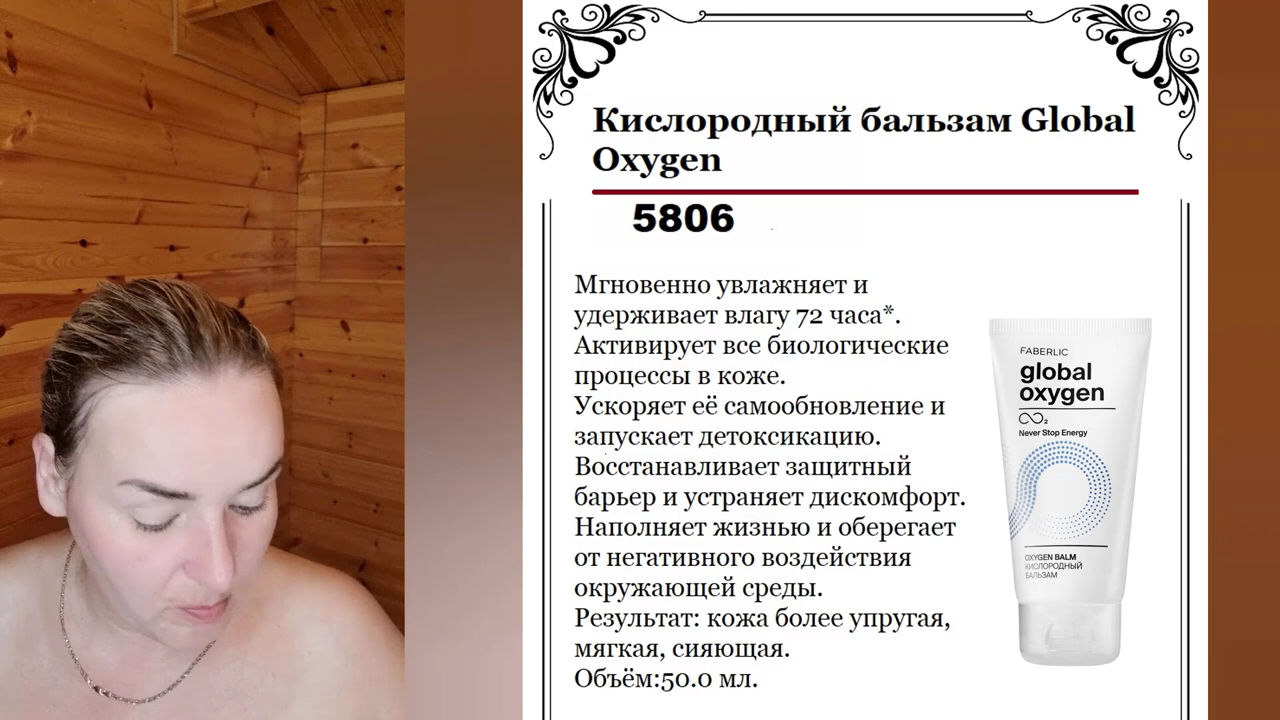 Кислородный бальзам Global
Oxygen
5806
Мгновенно увлажняет и
удерживает влагу 72 часа*.
Активирует все биологические
процессы в коже.
Ускоряет её самообновление и
запускает детоксикацию.
Восстанавливает защитный
барьер и устраняет дискомфорт.
Наполняет жизнью и оберегает
от негативного воздействия
окружающей среды.
Результат: кожа более упругая,
мягкая, сияющая.
Объём:50.0 мл.
FABERLIC
global
oxygen
2
Never Stop Energy
OXYGEN BALM
КИСЛОРОДНЫЙ
БАЛЬЗАМ